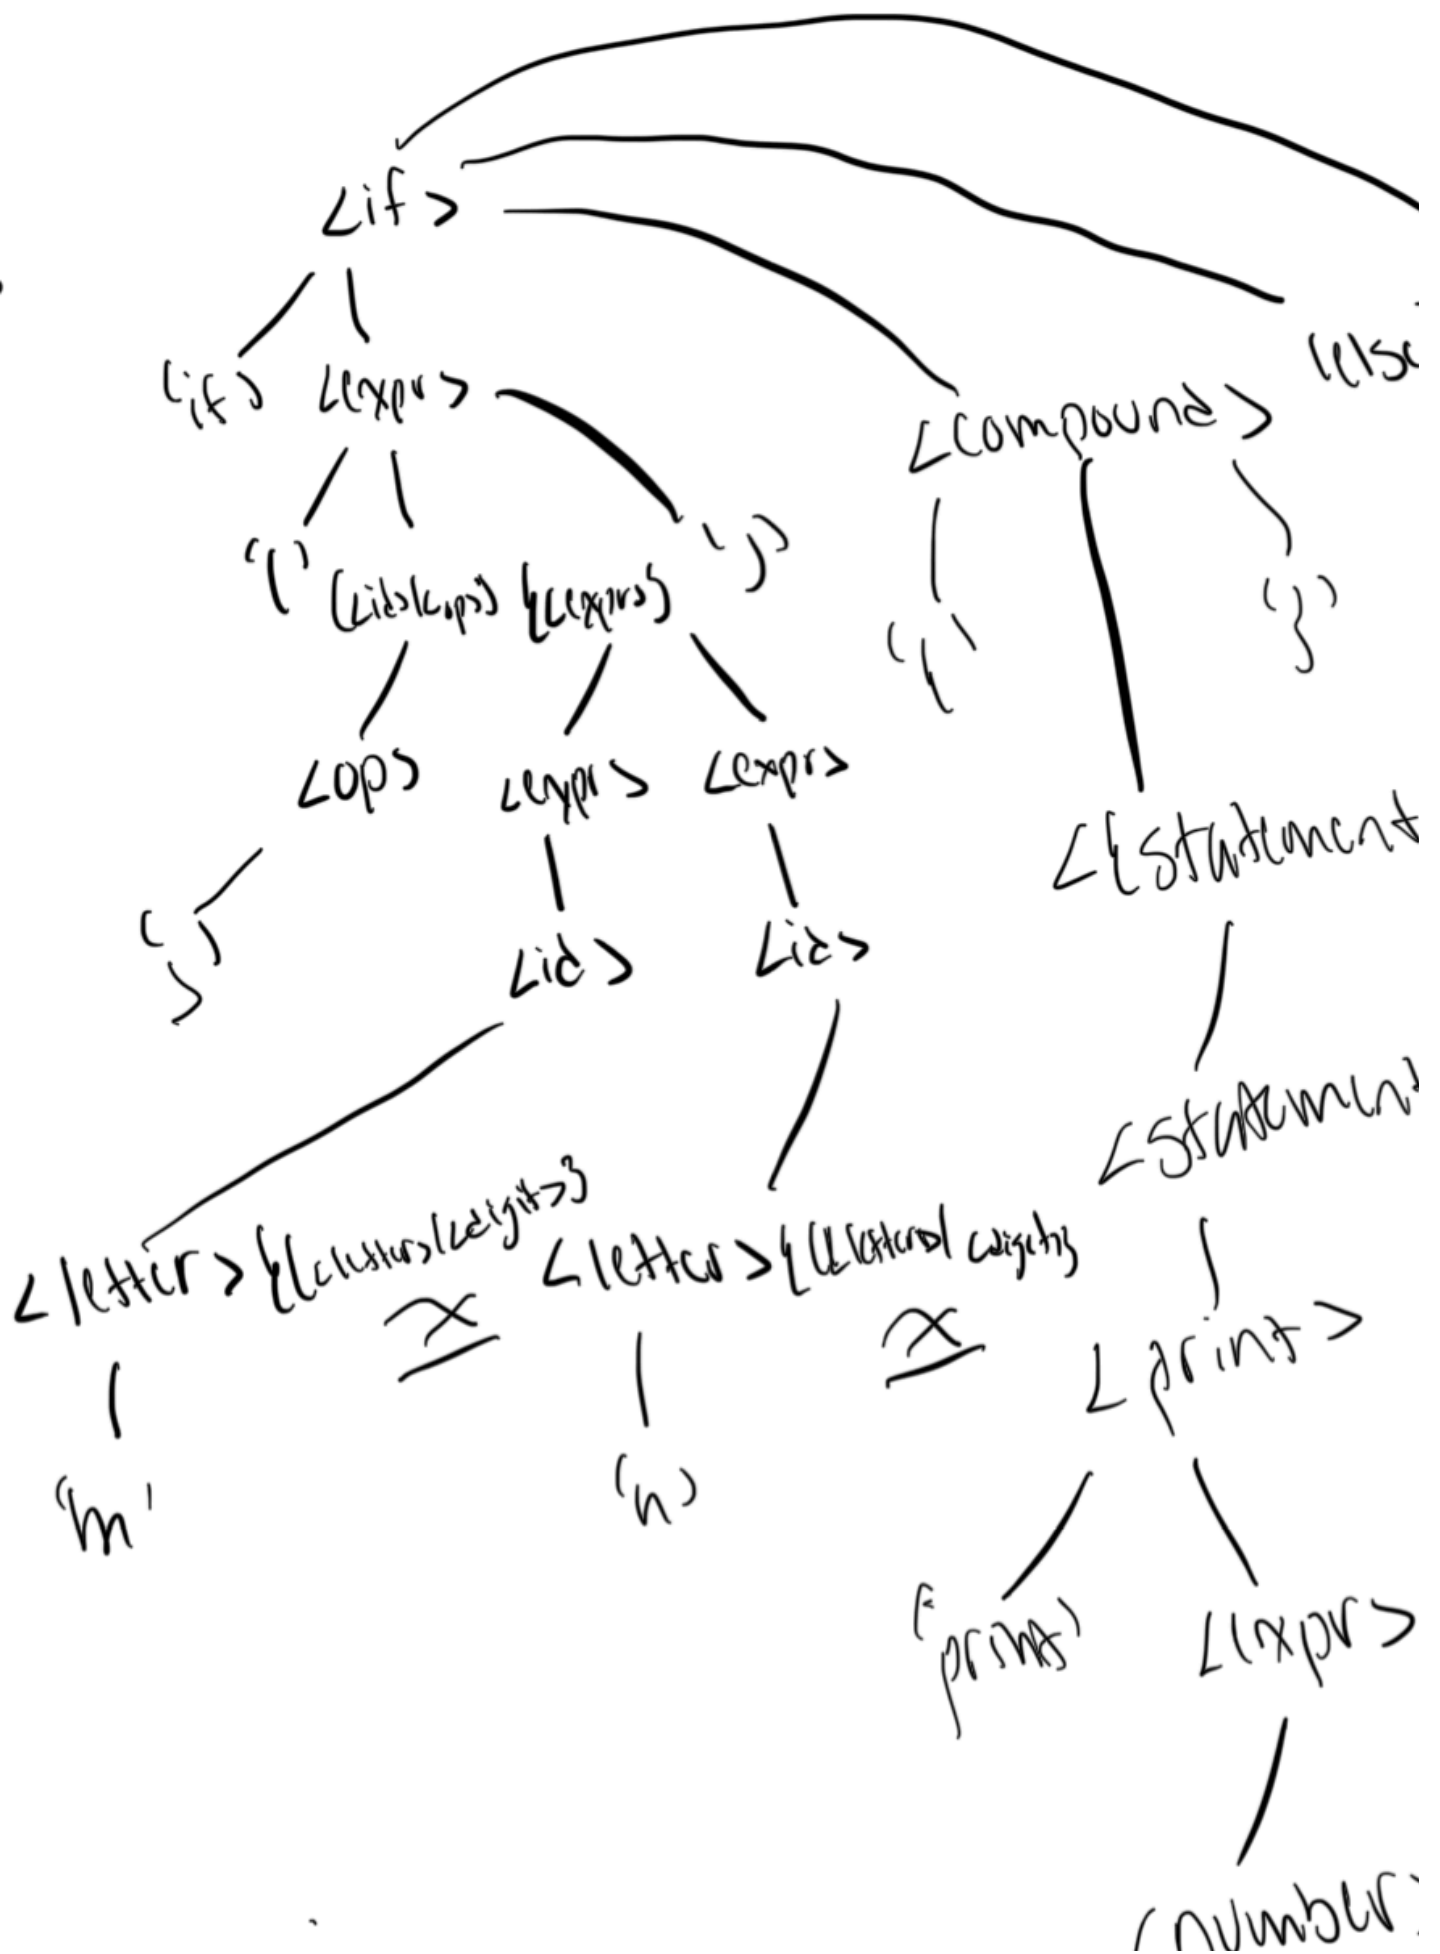 <if>
'if' <expr>
'else
<compound>
'(' (<id>|<op>) {<expr>} ')'
'{' '}'
<op> <expr> <expr>
<{statement
'>'
<id> <id>
<statement
<letter> {(<letter>|<digit>} <letter> {(<letter>|<digit>}
<print>
'm' 'n'
'print' <expr>
<number>